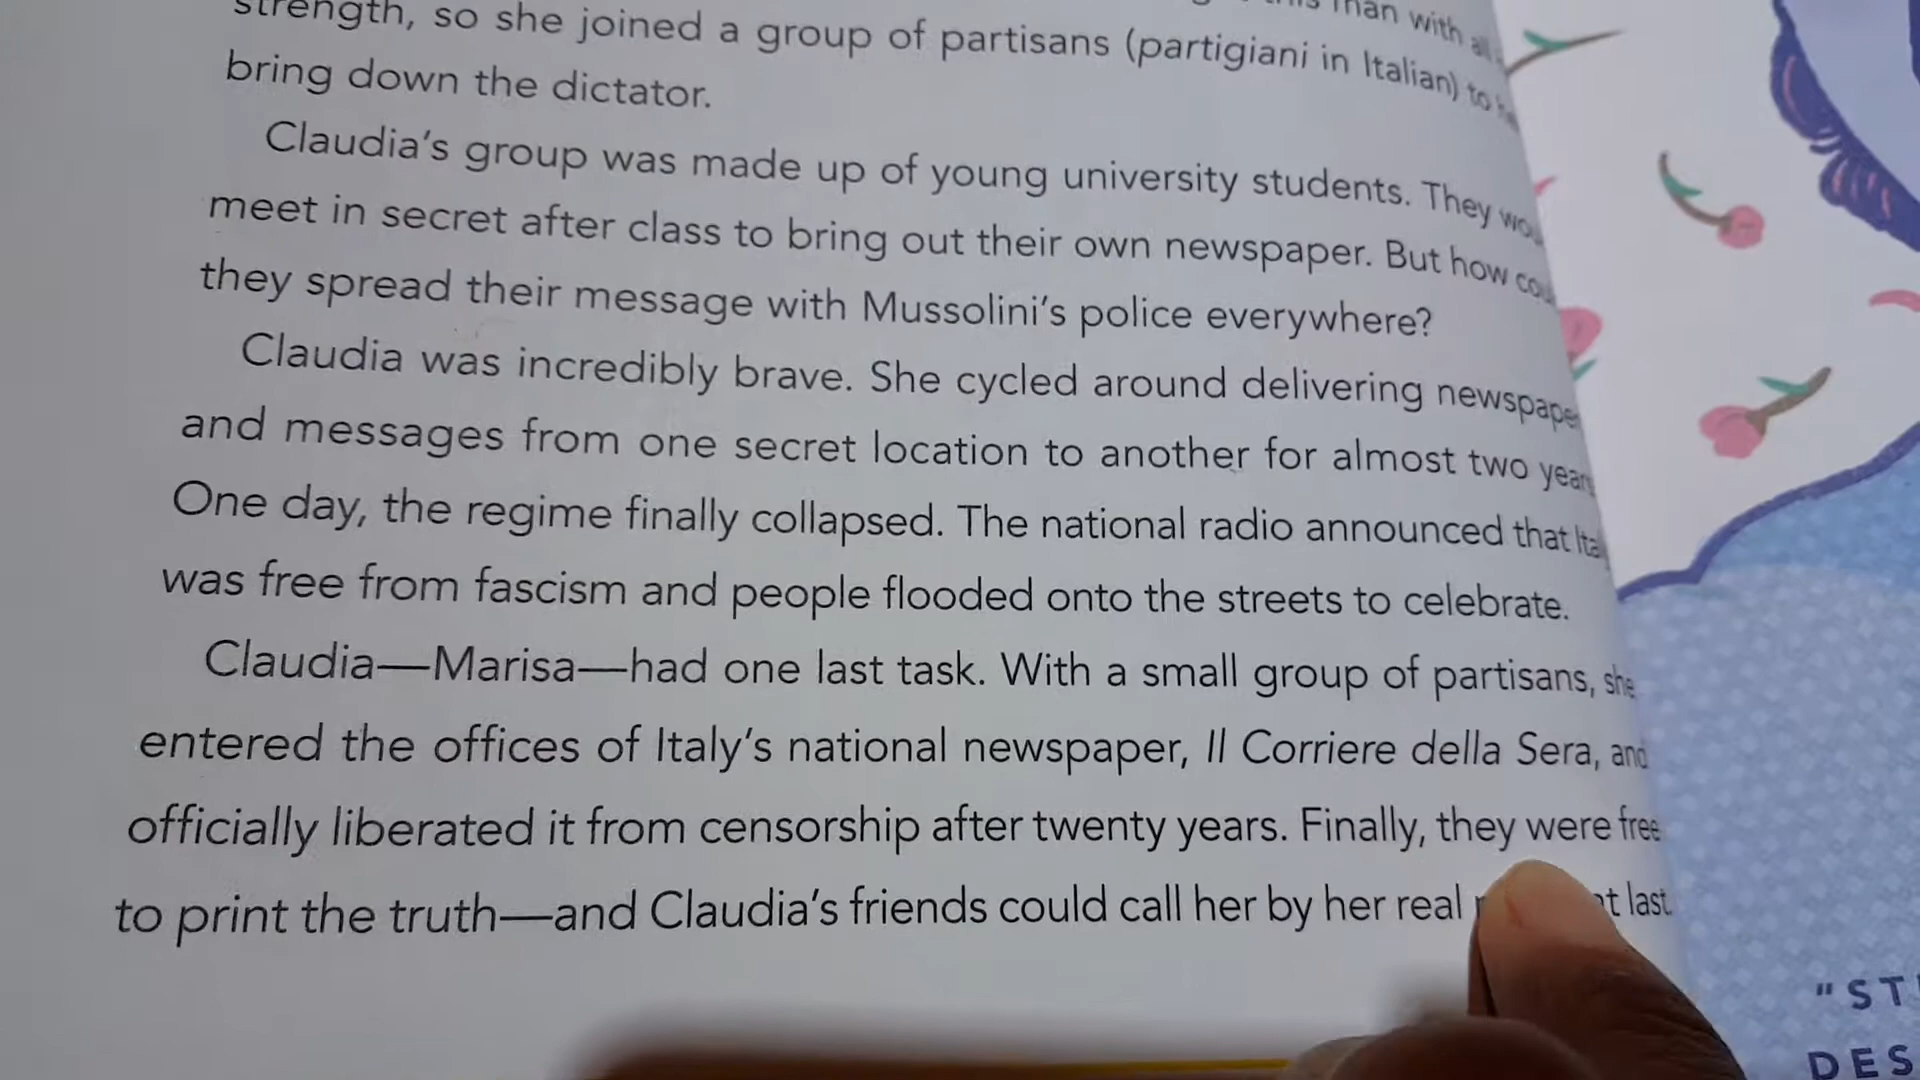 strength, so she joined a group of partisans (partigiani in Italian) to
bring down the dictator.
Claudia's group was made up of young university students. They
meet in secret after class to bring out their own newspaper. But how
they spread their message with Mussolini's police everywhere?
Claudia was incredibly brave. She cycled around delivering
and messages from one secret location to another for almost two
One day, the regime finally collapsed. The national radio announced that
was free from fascism and people flooded onto the streets to celebrate.
Claudia—Marisa—had one last task. With a small group of partisans, she
entered the offices of Italy's national newspaper, Il Corriere della Sera, and
officially liberated it from censorship after twenty years. Finally, they were free
to print the truth—and Claudia's friends could call her by her real last